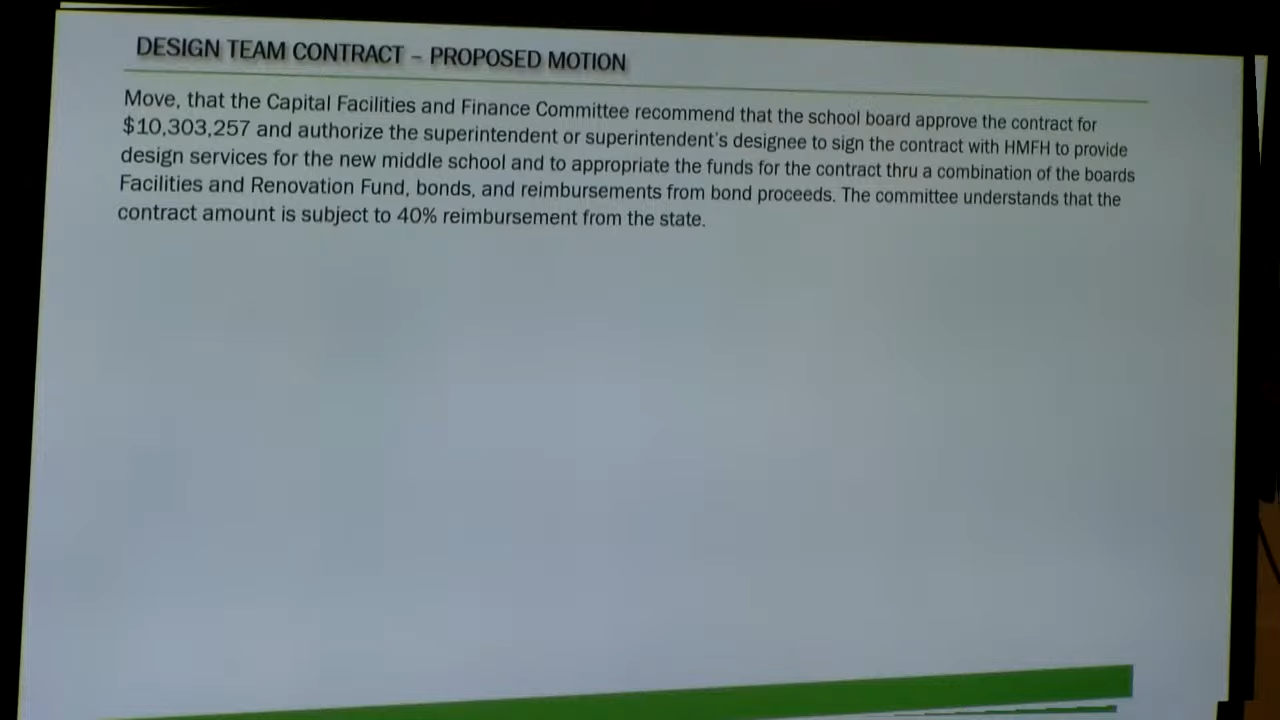 DESIGN TEAM CONTRACT – PROPOSED MOTION
Move, that the Capital Facilities and Finance Committee recommend that the school board approve the contract for
$10,303,257 and authorize the superintendent or superintendent's designee to sign the contract with HMFH to provide
design services for the new middle school and to appropriate the funds for the contract thru a combination of the boards
Facilities and Renovation Fund, bonds, and reimbursements from bond proceeds. The committee understands that the
contract amount is subject to 40% reimbursement from the state.